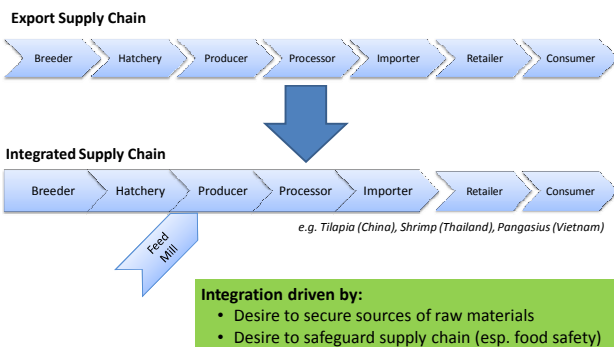 Export Supply Chain
Breeder Hatchery Producer Processor Importer Retailer Consumer
Integrated Supply Chain
Breeder Hatchery Producer Processor Importer Retailer Consumer
e.g. Tilapia (China), Shrimp (Thailand), Pangasius (Vietnam)
Feed
Mill
Integration driven by:
• Desire to secure sources of raw materials
• Desire to safeguard supply chain (esp. food safety)